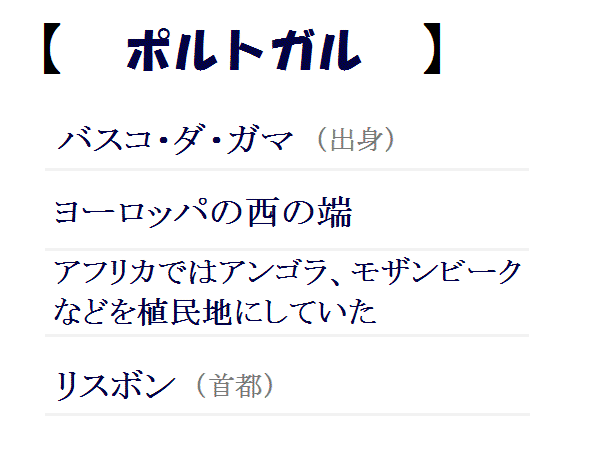 【 ポルトガル 】
バスコ・ダ・ガマ （出身）
ヨーロッパの西の端
アフリカではアンゴラ、モザンビーク
などを植民地にしていた
リスボン （首都）